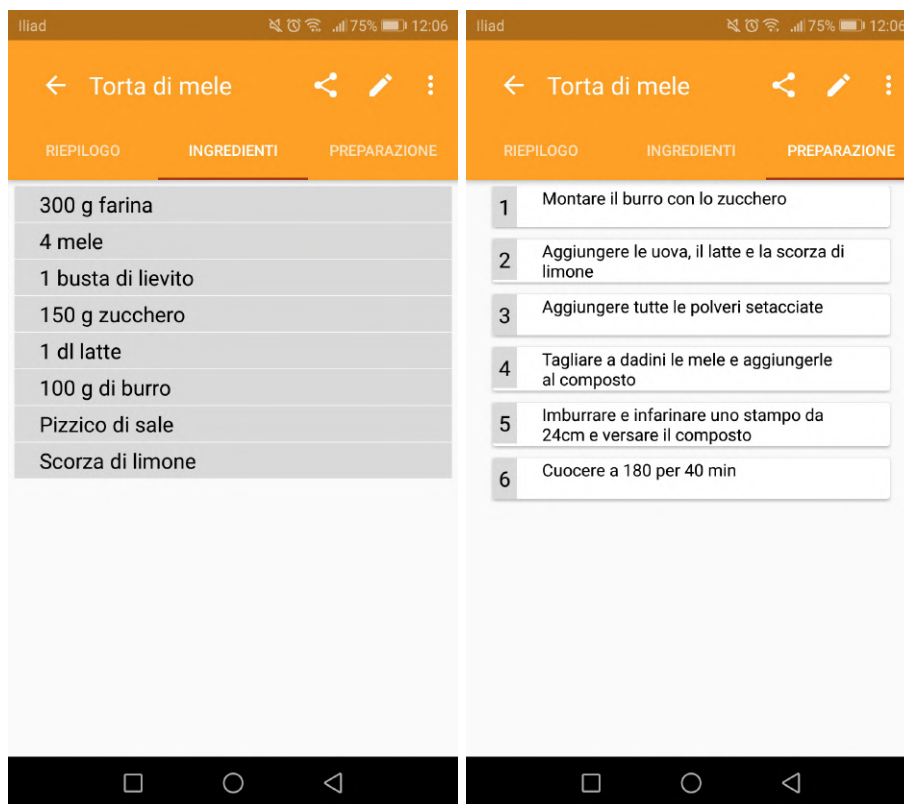 Iliad 75% 12:06
Torta di mele
RIEPILOGO INGREDIENTI PREPARAZIONE
300 g farina
4 mele
1 busta di lievito
150 g zucchero
1 dl latte
100 g di burro
Pizzico di sale
Scorza di limone
Iliad 75% 12:06
Torta di mele
RIEPILOGO INGREDIENTI PREPARAZIONE
1 Montare il burro con lo zucchero
2 Aggiungere le uova, il latte e la scorza di
limone
3 Aggiungere tutte le polveri setacciate
4 Tagliare a dadini le mele e aggiungerle
al composto
5 Imburrare e infarinare uno stampo da
24cm e versare il composto
6 Cuocere a 180 per 40 min